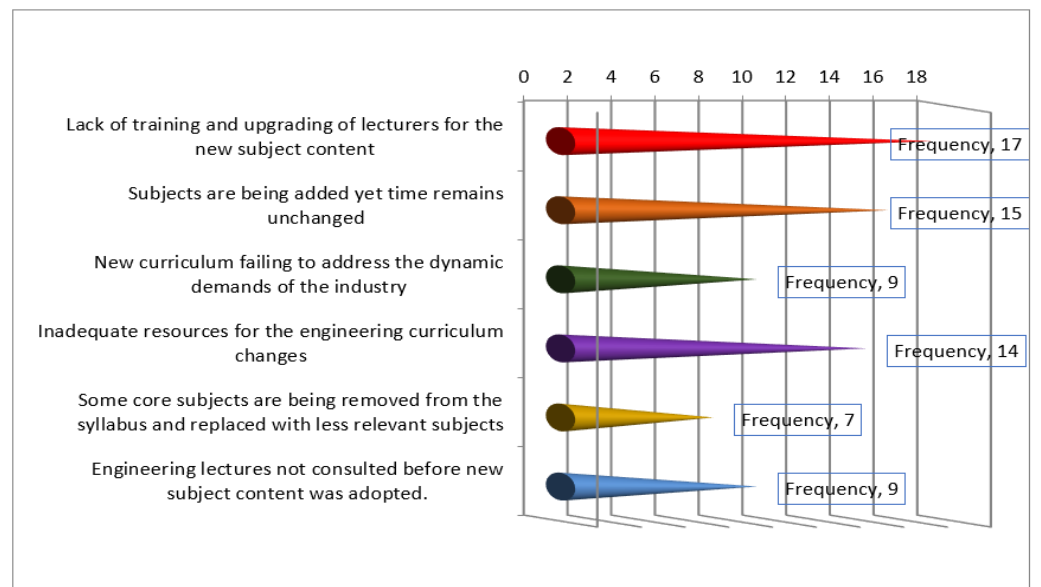 0 2 4 6 8 10 12 14 16 18
Lack of training and upgrading of lecturers for the
new subject content
Frequency, 17
Subjects are being added yet time remains
unchanged
Frequency, 15
New curriculum failing to address the dynamic
demands of the industry
Frequency, 9
Inadequate resources for the engineering curriculum
changes
Frequency, 14
Some core subjects are being removed from the
syllabus and replaced with less relevant subjects
Frequency, 7
Engineering lectures not consulted before new
subject content was adopted.
Frequency, 9